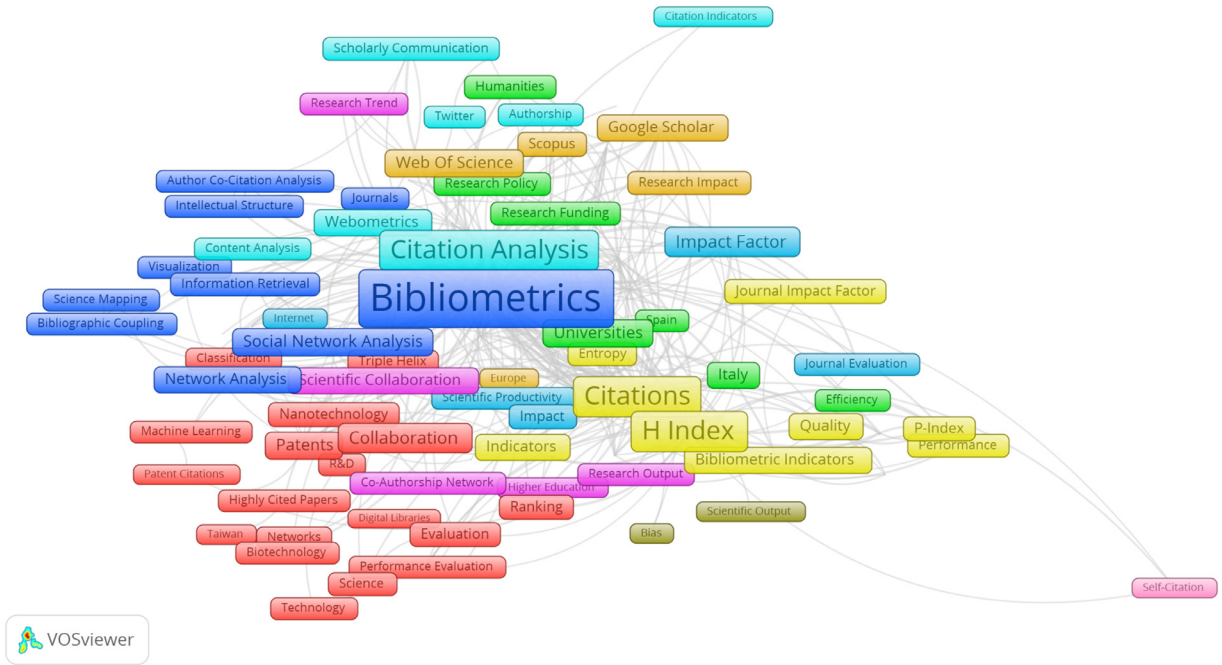 Citation Indicators
Scholarly Communication
Humanities
Research Trend
Twitter
Authorship
Google Scholar
Scopus
Web Of Science
Author Co-Citation Analysis
Research Policy
Research Impact
Journals
Intellectual Structure
Research Funding
Webometrics
Impact Factor
Content Analysis
Citation Analysis
Visualization
Information Retrieval
Journal Impact Factor
Science Mapping
Bibliometrics
Bibliographic Coupling
Internet
Spain
Universities
Social Network Analysis
Entropy
Classification
Triple Helix
Journal Evaluation
Network Analysis
Scientific Collaboration
Europe
Italy
Scientific Productivity
Citations
Efficiency
Nanotechnology
Impact
Machine Learning
Collaboration
H Index
Quality
P-Index
Patents
Indicators
Performance
R&D
Bibliometric Indicators
Patent Citations
Research Output
Co-Authorship Network
Higher Education
Highly Cited Papers
Ranking
Scientific Output
Digital Libraries
Taiwan
Networks
Evaluation
Bias
Biotechnology
Performance Evaluation
Science
Self-Citation
Technology
VOSviewer